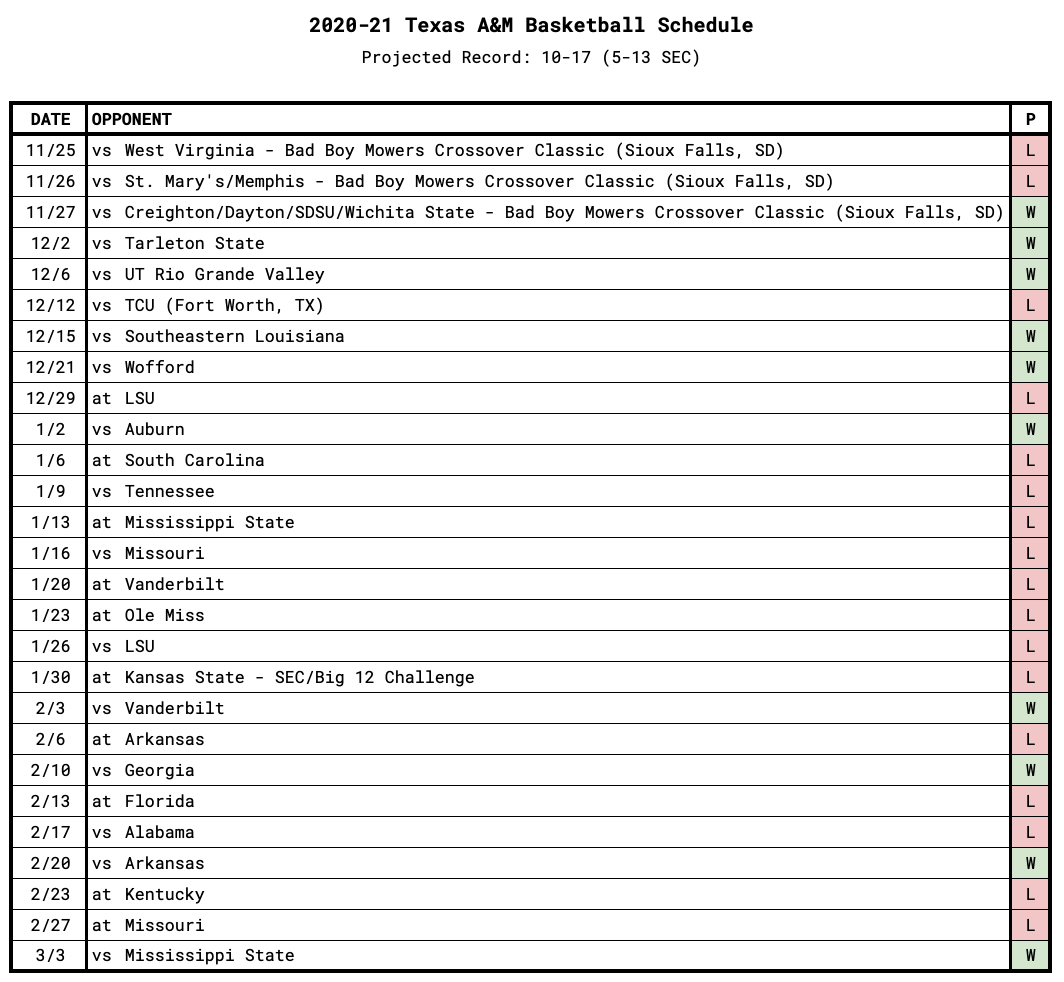 2020-21 Texas A&M Basketball Schedule
Projected Record: 10-17 (5-13 SEC)
DATE OPPONENT P
11/25 vs West Virginia - Bad Boy Mowers Crossover Classic (Sioux Falls, SD) L
11/26 vs St. Mary's/Memphis - Bad Boy Mowers Crossover Classic (Sioux Falls, SD) L
11/27 vs Creighton/Dayton/SDSU/Wichita State - Bad Boy Mowers Crossover Classic (Sioux Falls, SD) W
12/2 vs Tarleton State W
12/6 vs UT Rio Grande Valley W
12/12 vs TCU (Fort Worth, TX) L
12/15 vs Southeastern Louisiana W
12/21 vs Wofford W
12/29 at LSU L
1/2 vs Auburn W
1/6 at South Carolina L
1/9 vs Tennessee L
1/13 at Mississippi State L
1/16 vs Missouri L
1/20 at Vanderbilt L
1/23 at Ole Miss L
1/26 vs LSU L
1/30 at Kansas State - SEC/Big 12 Challenge L
2/3 vs Vanderbilt W
2/6 at Arkansas L
2/10 vs Georgia W
2/13 at Florida L
2/17 vs Alabama L
2/20 vs Arkansas W
2/23 at Kentucky L
2/27 at Missouri L
3/3 vs Mississippi State W